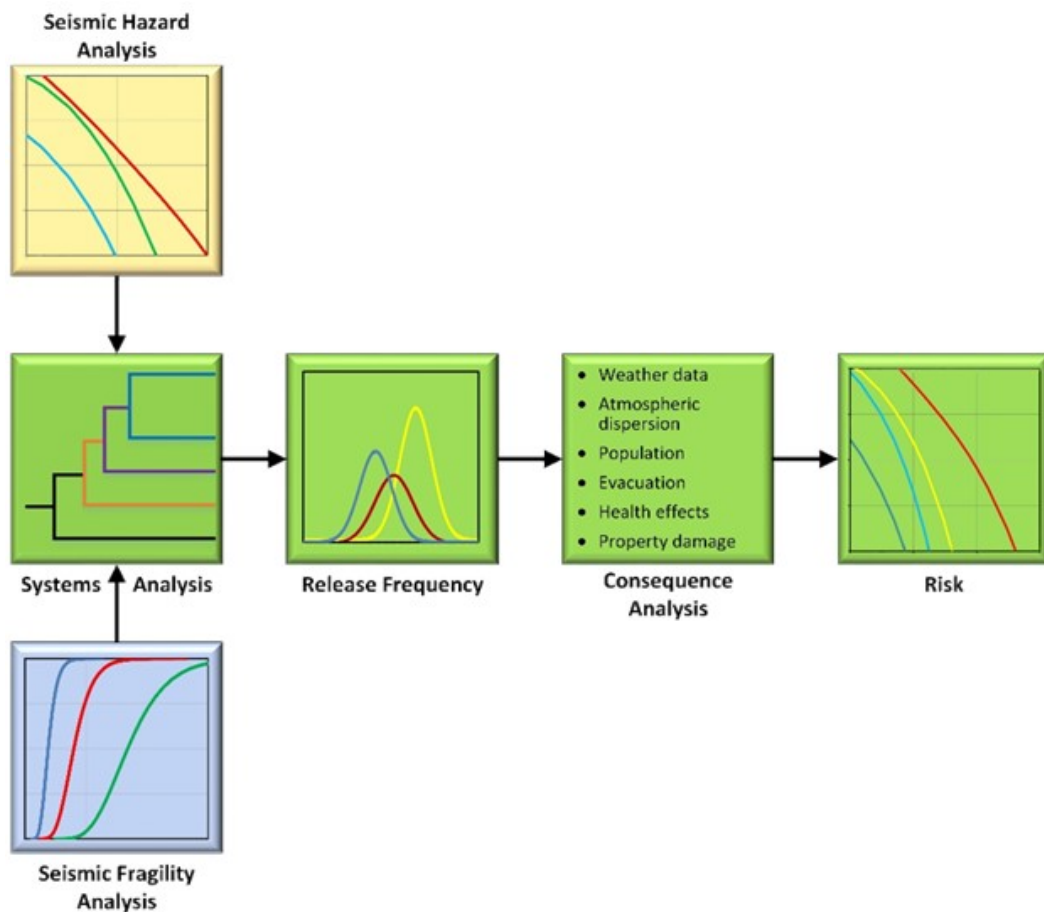 Seismic Hazard
Analysis
Systems Analysis
Release Frequency
• Weather data
• Atmospheric
dispersion
• Population
• Evacuation
• Health effects
• Property damage
Consequence
Analysis
Risk
Seismic Fragility
Analysis